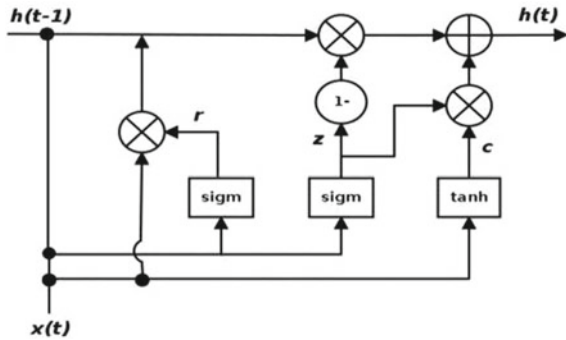 h(t-1)
h(t)
1-
r
z
c
sigm
sigm
tanh
x(t)